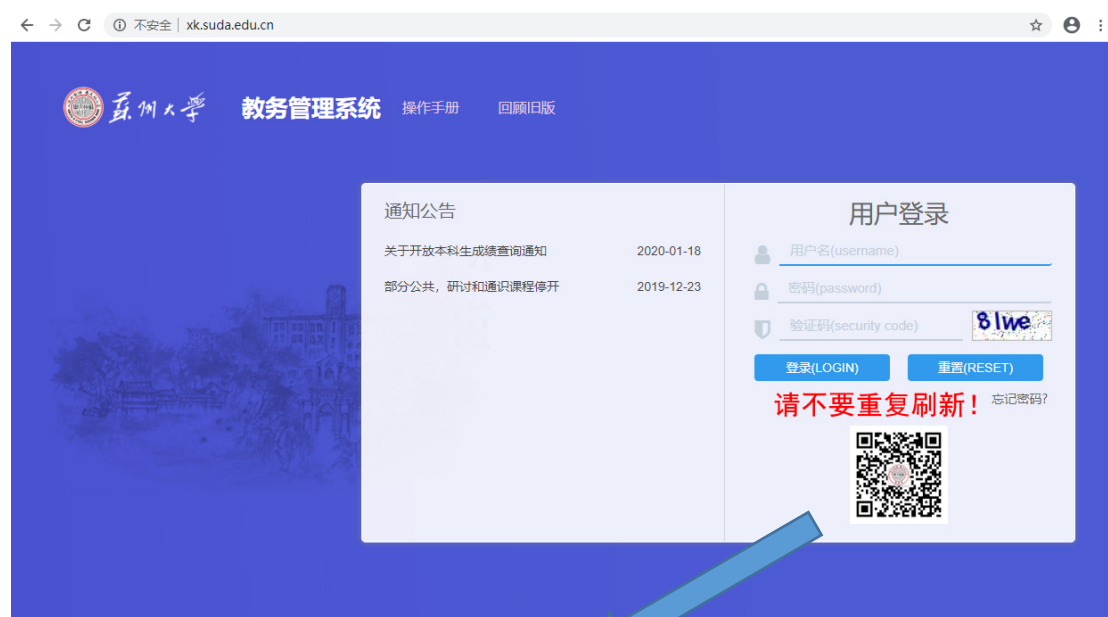 不安全 | xk.suda.edu.cn
苏州大学 教务管理系统 操作手册 回顾旧版
通知公告
关于开放本科生成绩查询通知 2020-01-18
部分公共，研讨和通识课程停开 2019-12-23
用户登录
用户名(username)
密码(password)
验证码(security code) 8lwe
登录(LOGIN) 重置(RESET)
请不要重复刷新！ 忘记密码?